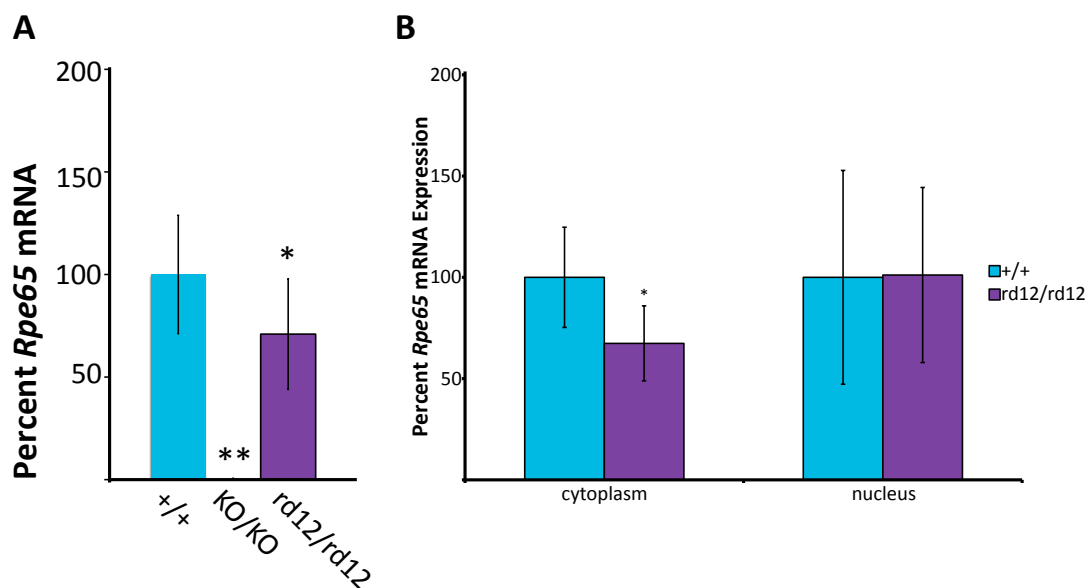 A
Percent Rpe65 mRNA
200
150
100
50
*
**
+/+
KO/KO
rd12/rd12
B
Percent Rpe65 mRNA Expression
200
150
100
50
*
cytoplasm
nucleus
+/+
rd12/rd12